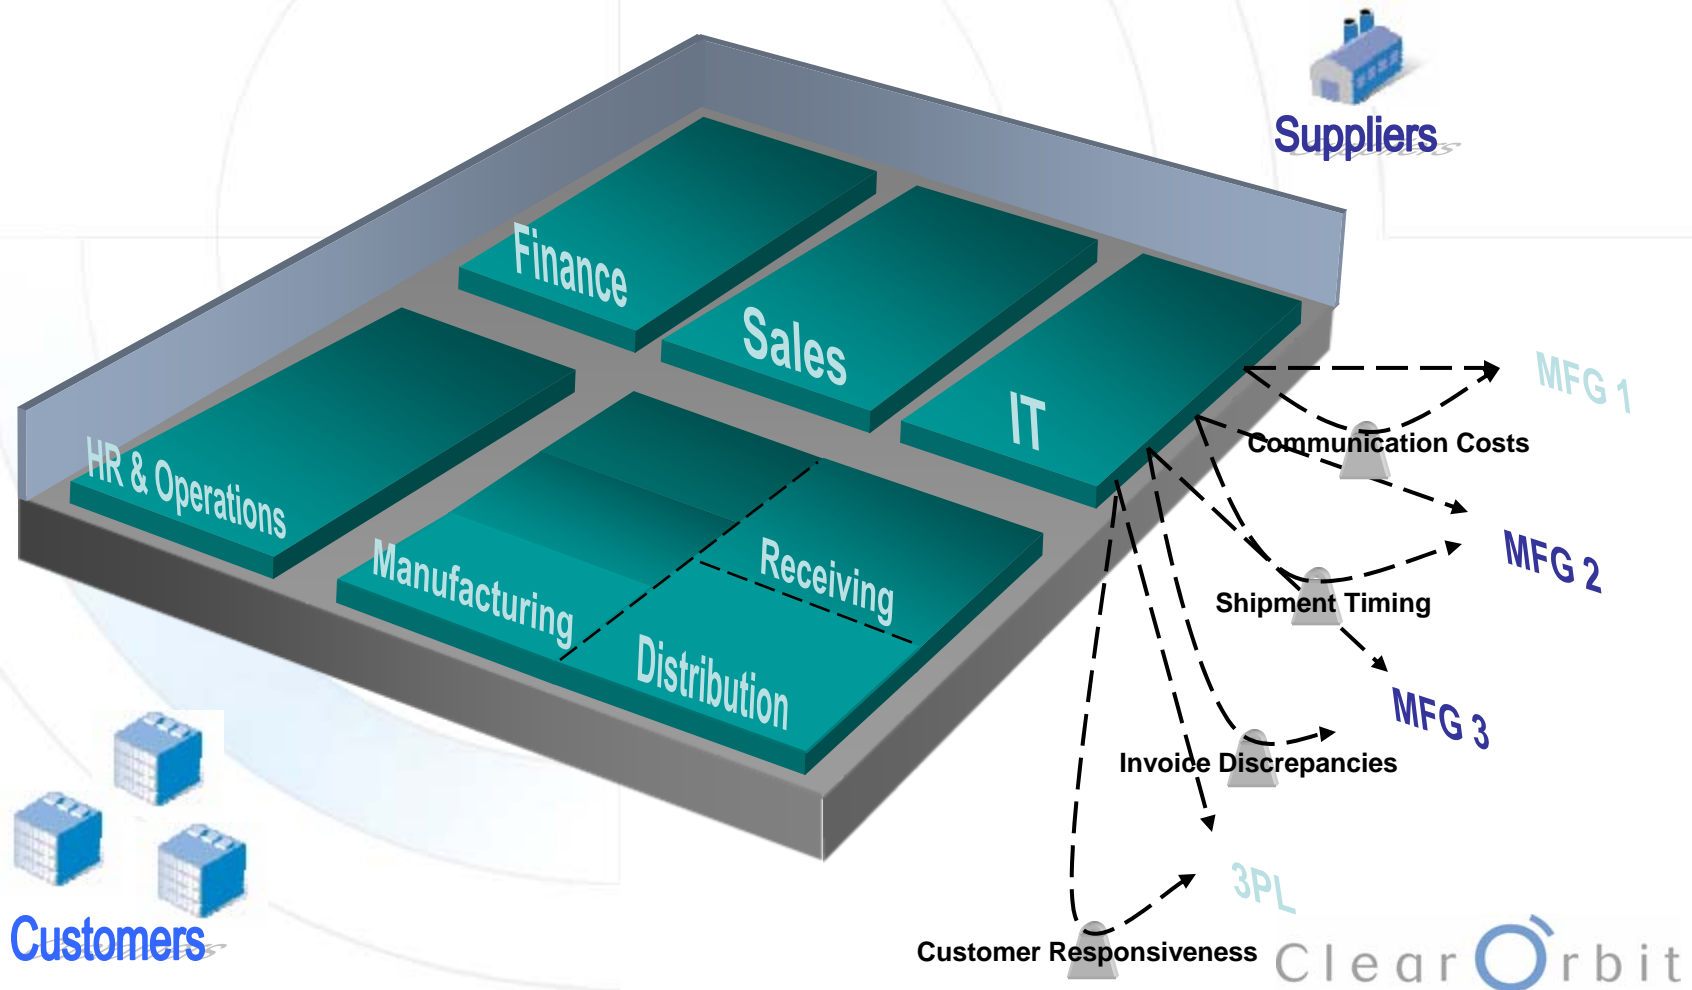 Suppliers
Finance
Sales
IT
MFG 1
HR & Operations
Communication Costs
Manufacturing
Receiving
MFG 2
Shipment Timing
Distribution
MFG 3
Invoice Discrepancies
3PL
Customers
Customer Responsiveness
ClearOrbit